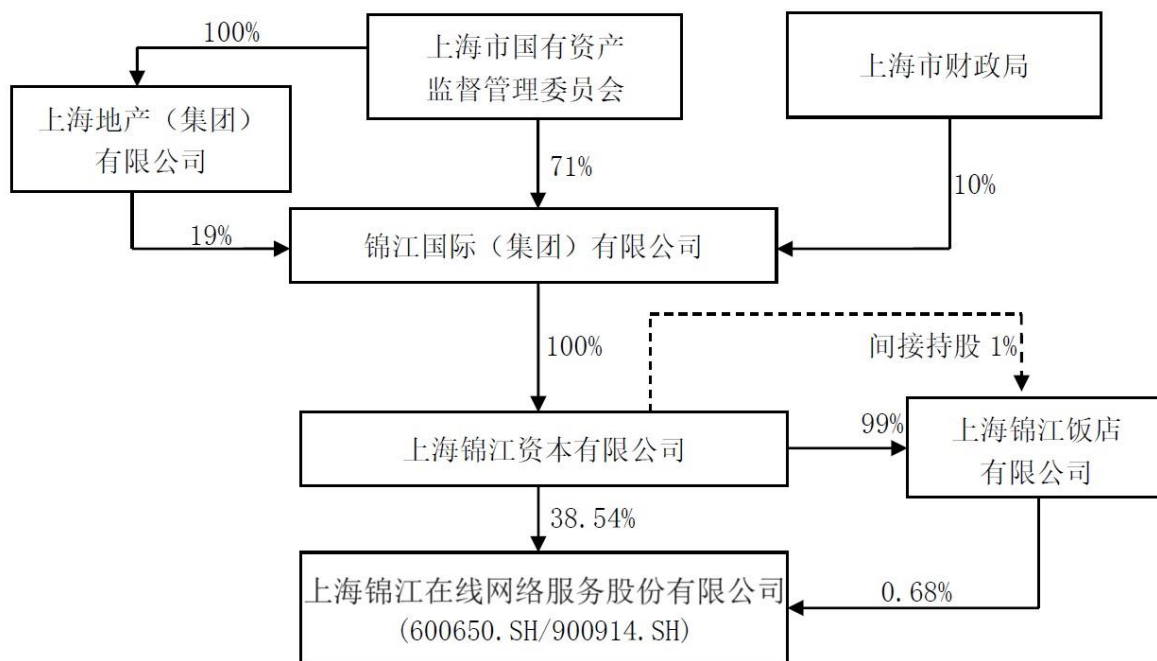 100%
上海市国有资产
监督管理委员会
上海市财政局
上海地产（集团）
有限公司
71%
10%
19%
锦江国际（集团）有限公司
100%
间接持股 1%
上海锦江资本有限公司
99%
上海锦江饭店
有限公司
38.54%
上海锦江在线网络服务股份有限公司
(600650.SH/900914.SH)
0.68%